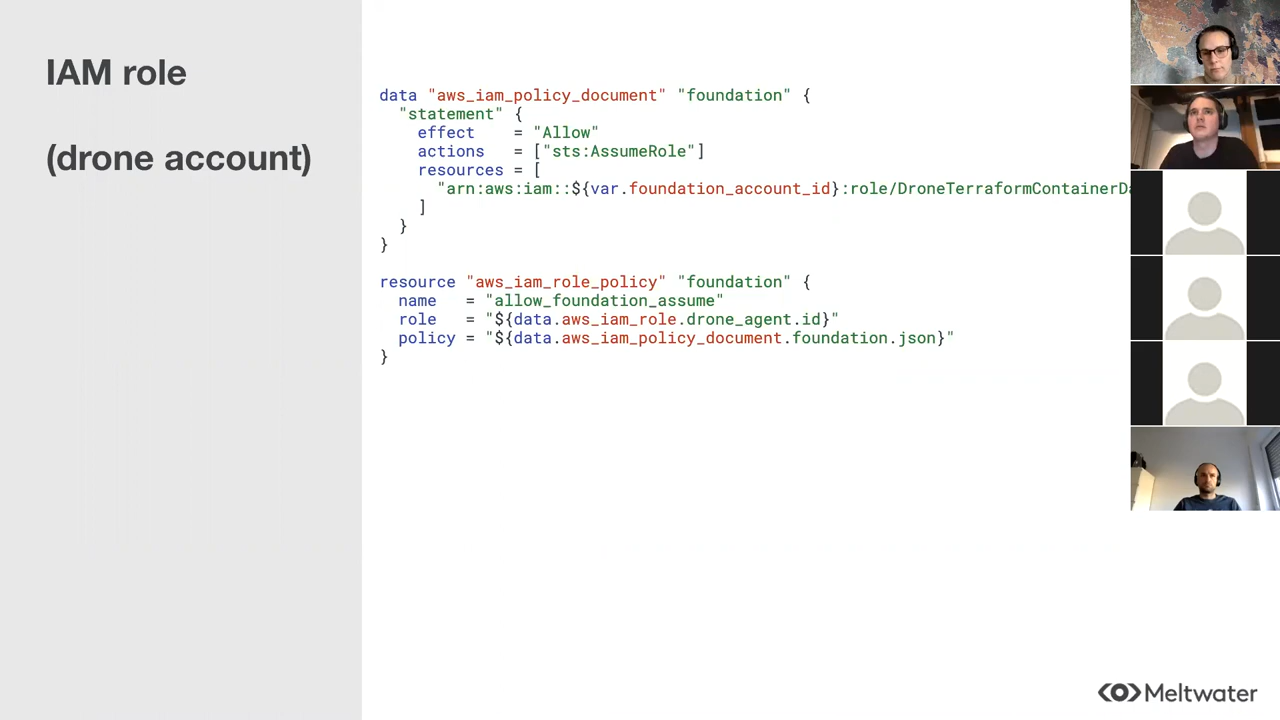 IAM role
(drone account)
data "aws_iam_policy_document" "foundation" {
  "statement" {
    effect    = "Allow"
    actions   = ["sts:AssumeRole"]
    resources = [
      "arn:aws:iam::${var.foundation_account_id}:role/DroneTerraformContainerDa
    ]
  }
}
resource "aws_iam_role_policy" "foundation" {
  name   = "allow_foundation_assume"
  role   = "${data.aws_iam_role.drone_agent.id}"
  policy = "${data.aws_iam_policy_document.foundation.json}"
}
Meltwater